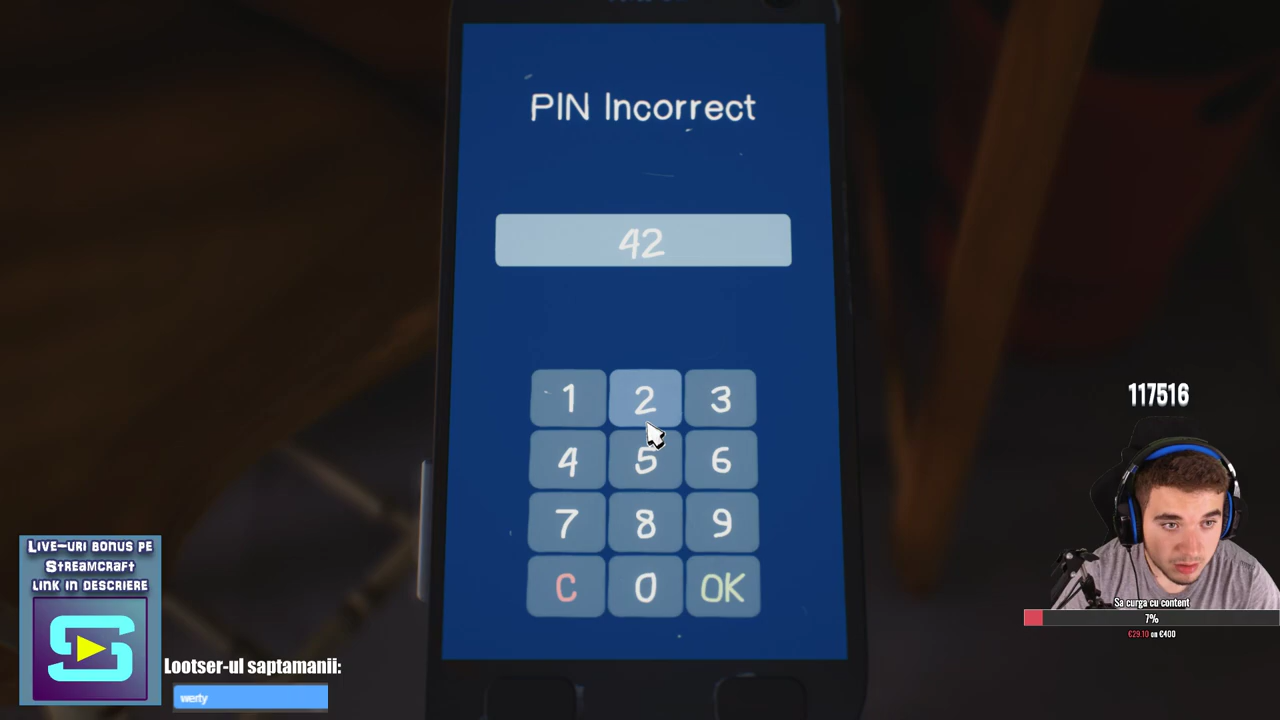 PIN Incorrect
42
1 2 3
4 5 6
7 8 9
C 0 OK
117516
Sa curga cu content
7%
€29.10 on €400
LIVE-URI BONUS PE
STREAMCRAFT
LINK IN DESCRIERE
Lootser-ul saptamanii:
werty